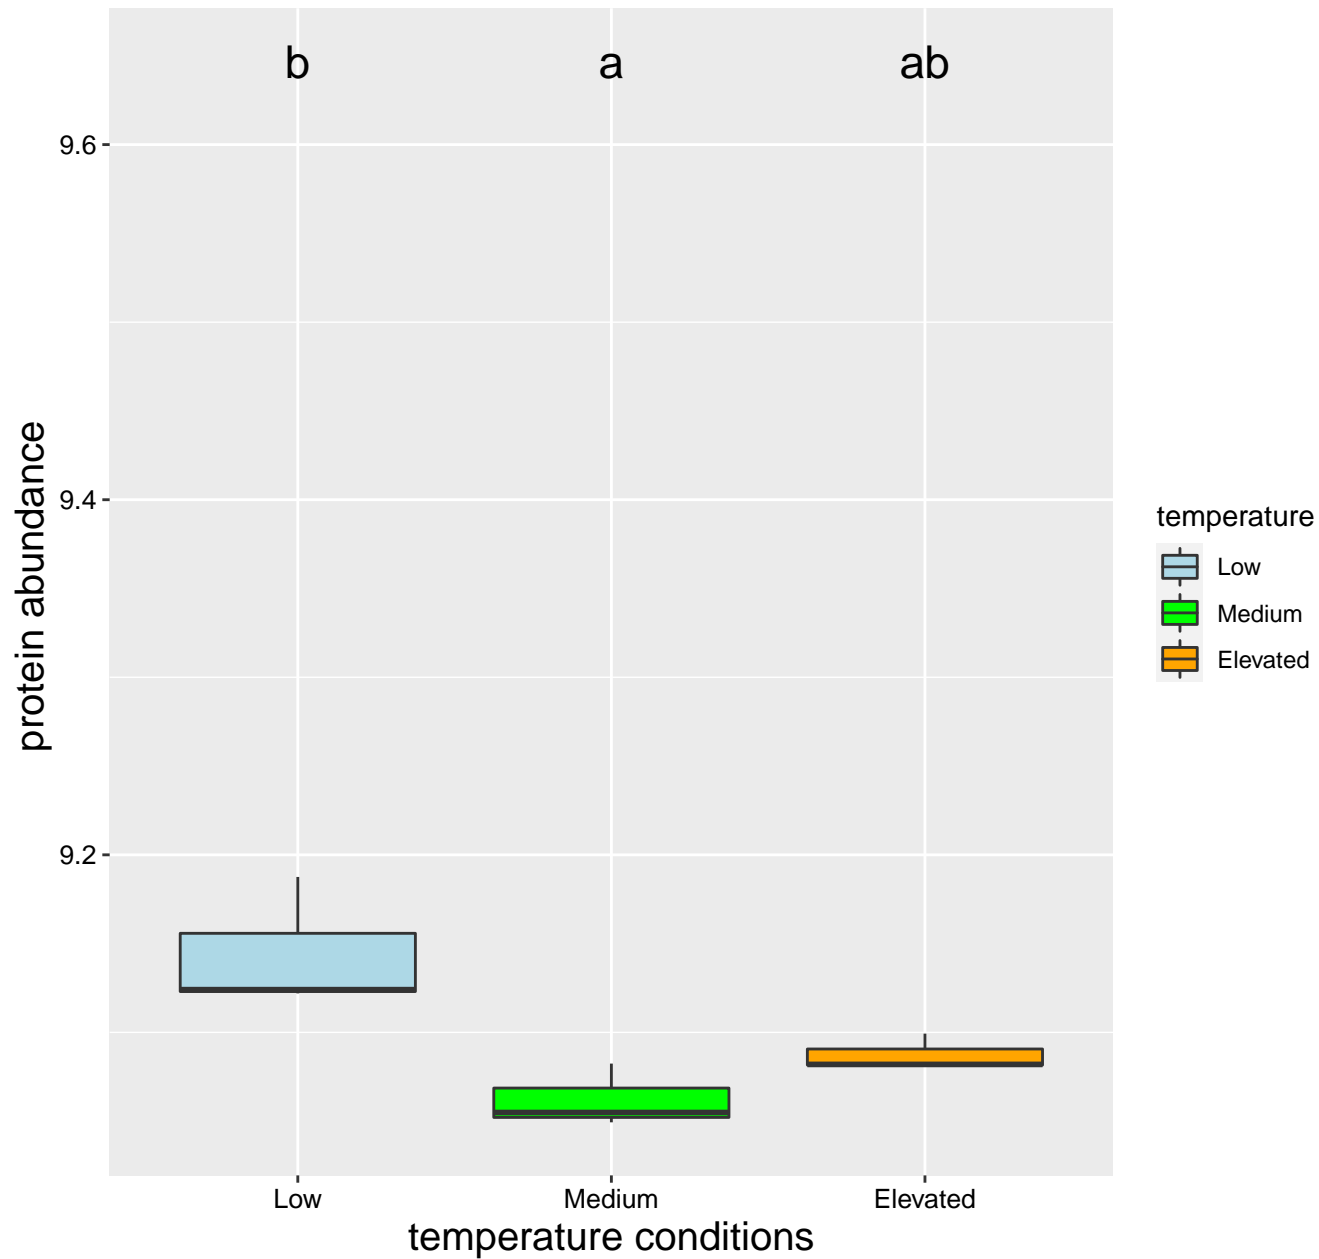 b a ab
9.6
9.4
9.2
protein abundance
Low Medium Elevated
temperature conditions
temperature
Low
Medium
Elevated